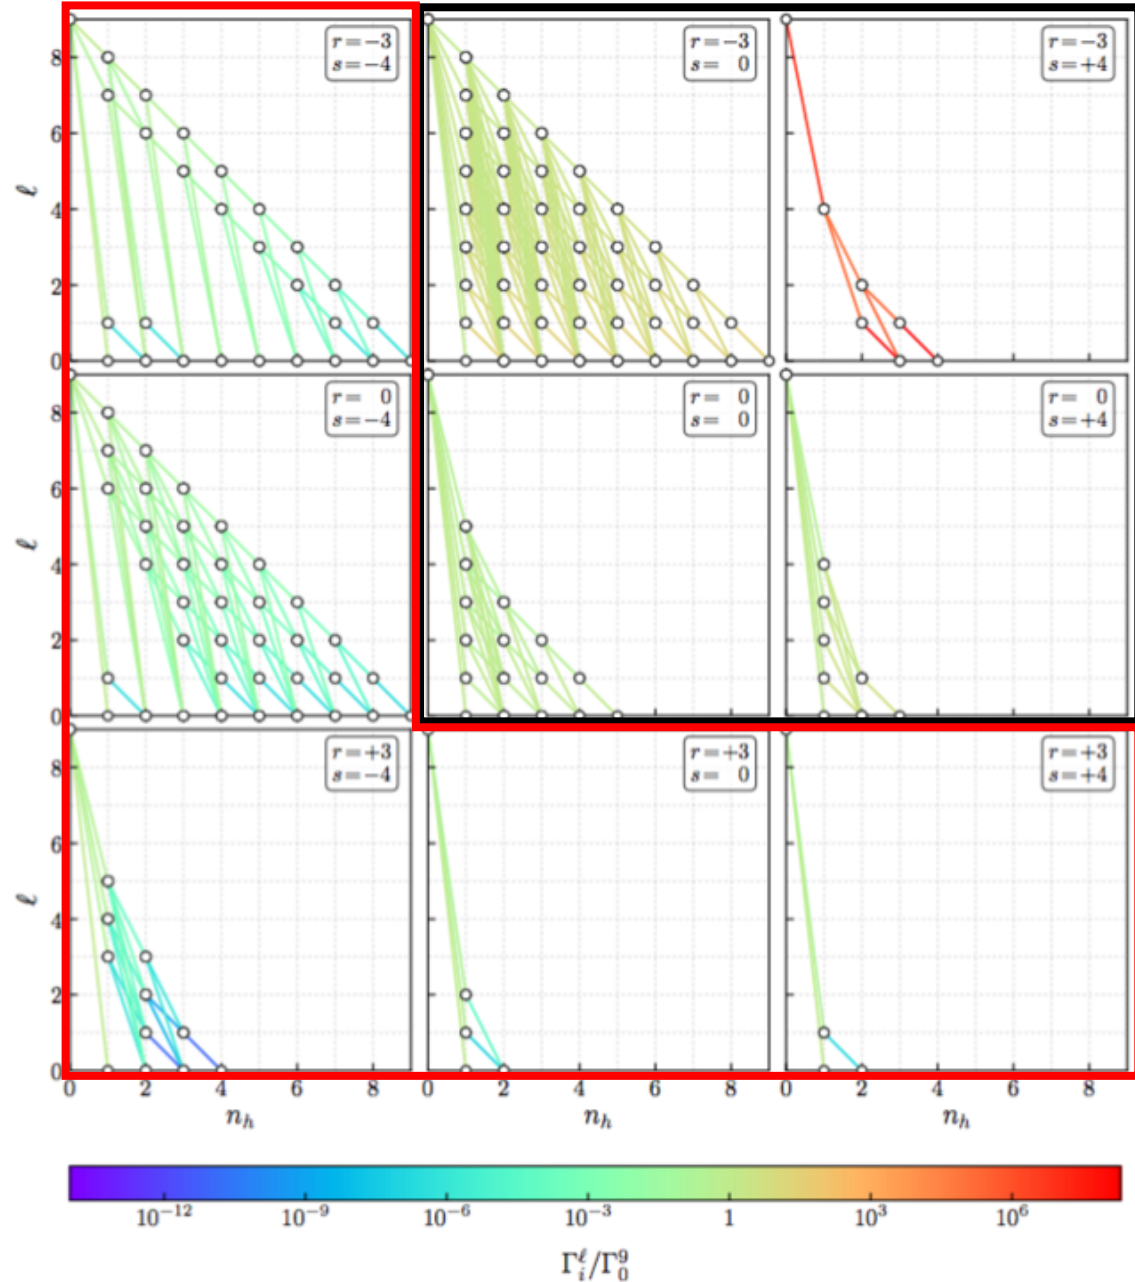 r = −3
s = −4
r = −3
s = 0
r = −3
s = +4
ℓ
8
6
4
2
0
r = 0
s = −4
r = 0
s = 0
r = 0
s = +4
ℓ
8
6
4
2
0
r = +3
s = −4
r = +3
s = 0
r = +3
s = +4
ℓ
8
6
4
2
0
0 2 4 6 8 0 2 4 6 8 0 2 4 6 8
n_h n_h n_h
10^{−12} 10^{−9} 10^{−6} 10^{−3} 1 10^3 10^6
Γ_i^ℓ/Γ_0^9